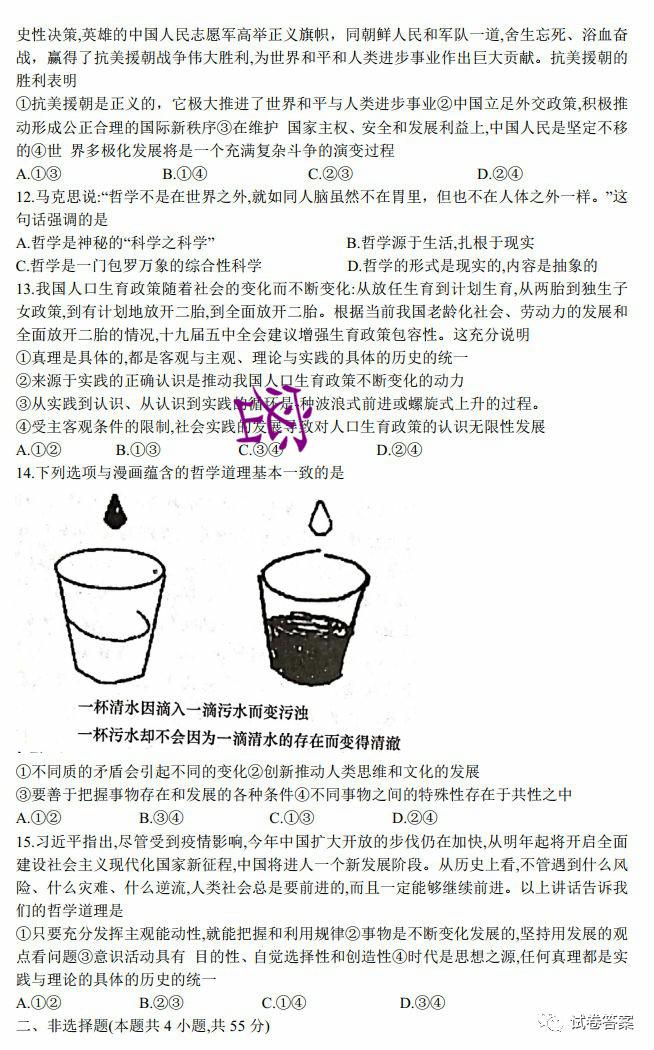 史性决策,英雄的中国人民志愿军高举正义旗帜，同朝鲜人民和军队一道,舍生忘死、浴血奋
战，赢得了抗美援朝战争伟大胜利,为世界和平和人类进步事业作出巨大贡献。抗美援朝的
胜利表明
①抗美援朝是正义的，它极大推进了世界和平与人类进步事业②中国立足外交政策,积极推
动形成公正合理的国际新秩序③在维护 国家主权、安全和发展利益上,中国人民是坚定不移
的④世 界多极化发展将是一个充满复杂斗争的演变过程
A.①③ B.①④ C.②③ D.②④
12.马克思说:“哲学不是在世界之外,就如同人脑虽然不在胃里，但也不在人体之外一样。”这
句话强调的是
A.哲学是神秘的“科学之科学” B.哲学源于生活,扎根于现实
C.哲学是一门包罗万象的综合性科学 D.哲学的形式是现实的,内容是抽象的
13.我国人口生育政策随着社会的变化而不断变化:从放任生育到计划生育,从两胎到独生子
女政策,到有计划地放开二胎,到全面放开二胎。根据当前我国老龄化社会、劳动力的发展和
全面放开二胎的情况,十九届五中全会建议增强生育政策包容性。这充分说明
①真理是具体的,都是客观与主观、理论与实践的具体的历史的统一
②来源于实践的正确认识是推动我国人口生育政策不断变化的动力
③从实践到认识、从认识到实践的循环是一种波浪式前进或螺旋式上升的过程。
④受主客观条件的限制,社会实践的发展导致对人口生育政策的认识无限性发展
A.①② B.①③ C.③④ D.②④
14.下列选项与漫画蕴含的哲学道理基本一致的是
一杯清水因滴入一滴污水而变污浊
一杯污水却不会因为一滴清水的存在而变得清澈
①不同质的矛盾会引起不同的变化②创新推动人类思维和文化的发展
③要善于把握事物存在和发展的各种条件④不同事物之间的特殊性存在于共性之中
A.①② B.③④ C.①③ D.②④
15.习近平指出,尽管受到疫情影响,今年中国扩大开放的步伐仍在加快,从明年起将开启全面
建设社会主义现代化国家新征程,中国将进人一个新发展阶段。从历史上看,不管遇到什么风
险、什么灾难、什么逆流,人类社会总是要前进的,而且一定能够继续前进。以上讲话告诉我
们的哲学道理是
①只要充分发挥主观能动性,就能把握和利用规律②事物是不断变化发展的,坚持用发展的观
点看问题③意识活动具有 目的性、自觉选择性和创造性④时代是思想之源,任何真理都是实
践与理论的具体的历史的统一
A.①② B.②③ C.①④ D.③④
二、非选择题(本题共 4 小题,共 55 分)
试卷答案